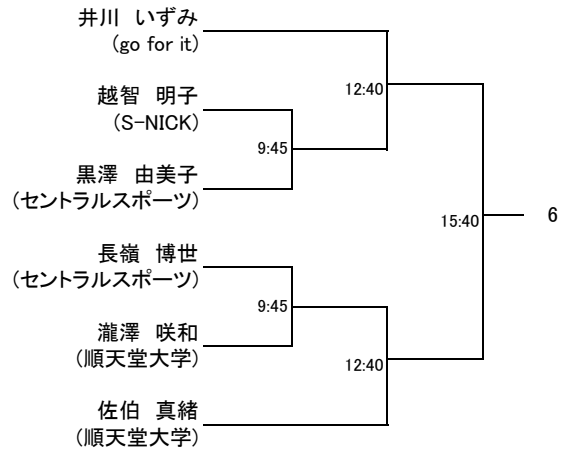 井川　いずみ
(go for it)
12:40
越智　明子
(S-NICK)
9:45
黒澤　由美子
(セントラルスポーツ)
15:40
6
長嶺　博世
(セントラルスポーツ)
9:45
瀧澤　咲和
(順天堂大学)
12:40
佐伯　真緒
(順天堂大学)